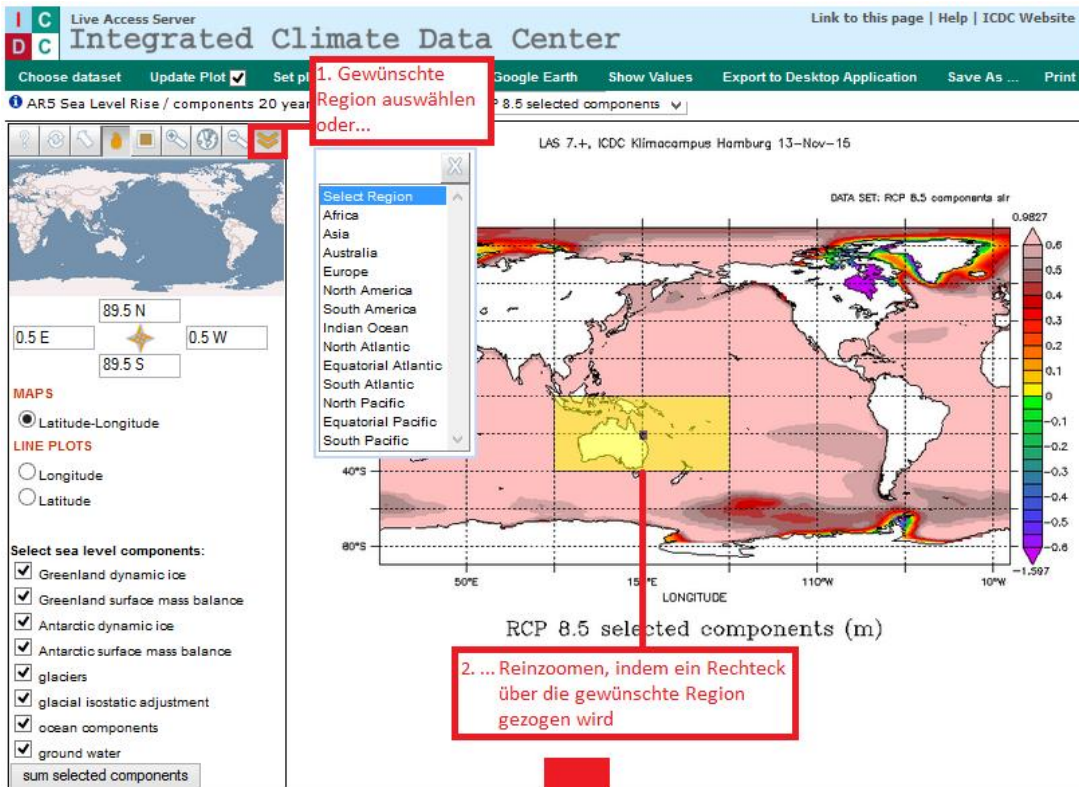 I C
D C
Live Access Server
Integrated Climate Data Center
Link to this page | Help | ICDC Website
Choose dataset Update Plot Set pl Google Earth Show Values Export to Desktop Application Save As ... Print
1. Gewünschte
Region auswählen
oder...
AR5 Sea Level Rise / components 20 year P 8.5 selected components
LAS 7.+, ICDC Klimacampus Hamburg 13-Nov-15
DATA SET: RCP 8.5 components slr
Select Region
Africa
Asia
Australia
Europe
North America
South America
Indian Ocean
North Atlantic
Equatorial Atlantic
South Atlantic
North Pacific
Equatorial Pacific
South Pacific
89.5 N
0.5 E 0.5 W
89.5 S
MAPS
Latitude-Longitude
LINE PLOTS
Longitude
Latitude
Select sea level components:
Greenland dynamic ice
Greenland surface mass balance
Antarctic dynamic ice
Antarctic surface mass balance
glaciers
glacial isostatic adjustment
ocean components
ground water
sum selected components
0.9827
0.6
0.5
0.4
0.3
0.2
0.1
0
-0.1
-0.2
-0.3
-0.4
-0.5
-0.6
-1.597
40°S
80°S
50°E 15 °E 110°W 10°W
LONGITUDE
RCP 8.5 selected components (m)
2. ... Reinzoomen, indem ein Rechteck
über die gewünschte Region
gezogen wird